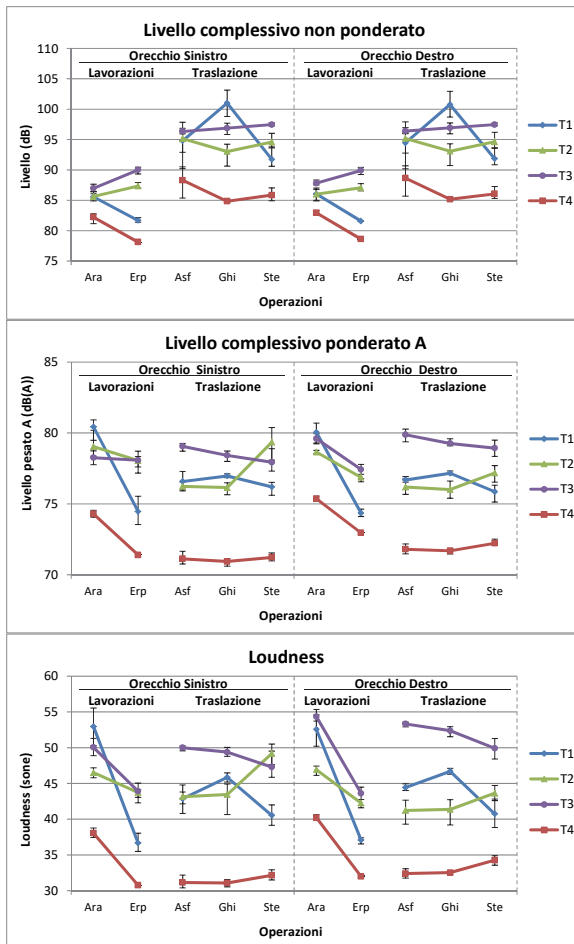 Livello complessivo non ponderato
Orecchio Sinistro Orecchio Destro
Lavorazioni Traslazione Lavorazioni Traslazione
Livello (dB)
110
105
100
95
90
85
80
75
Ara Erp Asf Ghi Ste Ara Erp Asf Ghi Ste
Operazioni
T1
T2
T3
T4
Livello complessivo ponderato A
Orecchio Sinistro Orecchio Destro
Lavorazioni Traslazione Lavorazioni Traslazione
Livello pesato A (dB(A))
85
80
75
70
Ara Erp Asf Ghi Ste Ara Erp Asf Ghi Ste
Operazioni
T1
T2
T3
T4
Loudness
Orecchio Sinistro Orecchio Destro
Lavorazioni Traslazione Lavorazioni Traslazione
Loudness (sone)
60
55
50
45
40
35
30
Ara Erp Asf Ghi Ste Ara Erp Asf Ghi Ste
Operazioni
T1
T2
T3
T4